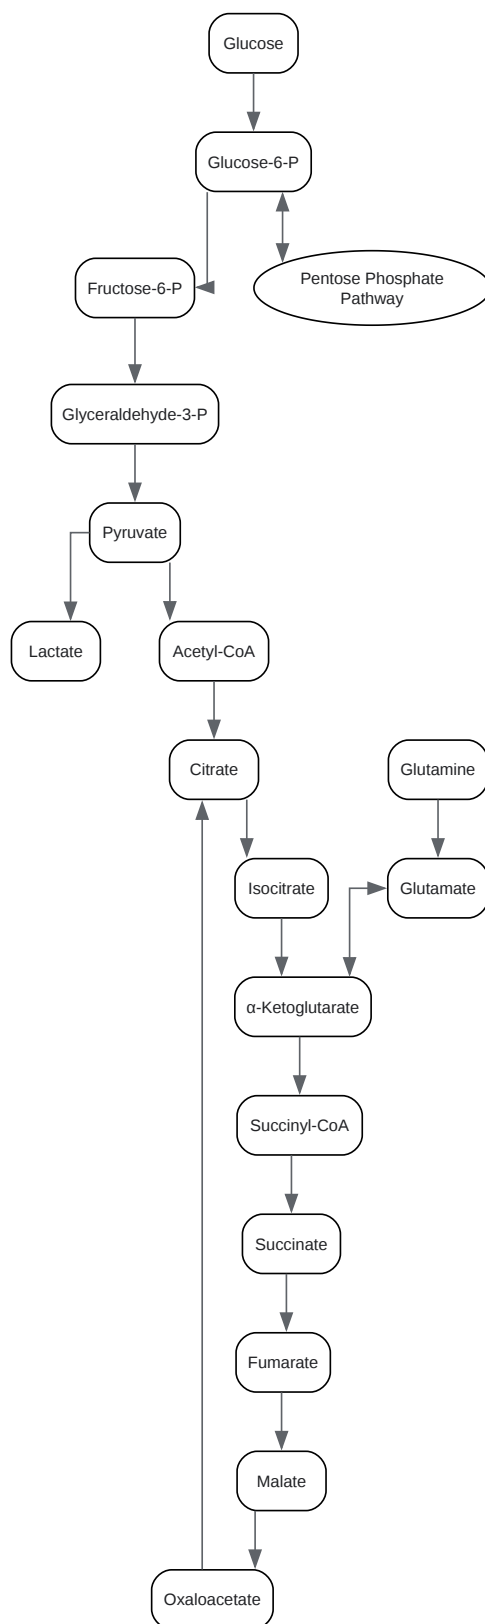 Glucose
Glucose-6-P
Fructose-6-P
Pentose Phosphate
Pathway
Glyceraldehyde-3-P
Pyruvate
Lactate
Acetyl-CoA
Citrate
Glutamine
Isocitrate
Glutamate
α-Ketoglutarate
Succinyl-CoA
Succinate
Fumarate
Malate
Oxaloacetate